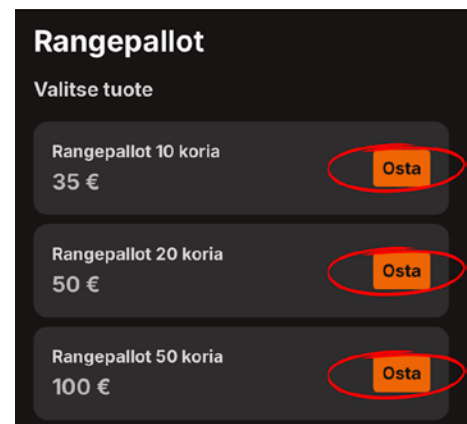 Rangepallot
Valitse tuote
Rangepallot 10 koria
35 €
Osta
Rangepallot 20 koria
50 €
Osta
Rangepallot 50 koria
100 €
Osta